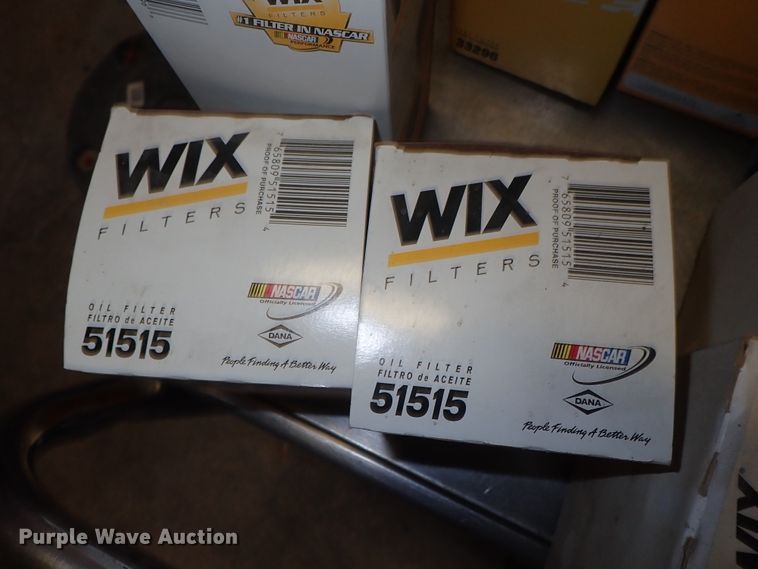 WIX
FILTERS
#1 FILTER IN NASCAR
NASCAR
PERFORMANCE
33296
WIX
FILTERS
PROOF OF PURCHASE
7 65809 51515 4
OIL FILTER
FILTRO de ACEITE
51515
NASCAR
Officially Licensed
DANA
People Finding A Better Way
WIX
FILTERS
PROOF OF PURCHASE
7 65809 51515 4
OIL FILTER
FILTRO de ACEITE
51515
NASCAR
Officially Licensed
DANA
People Finding A Better Way
WIX
Purple Wave Auction